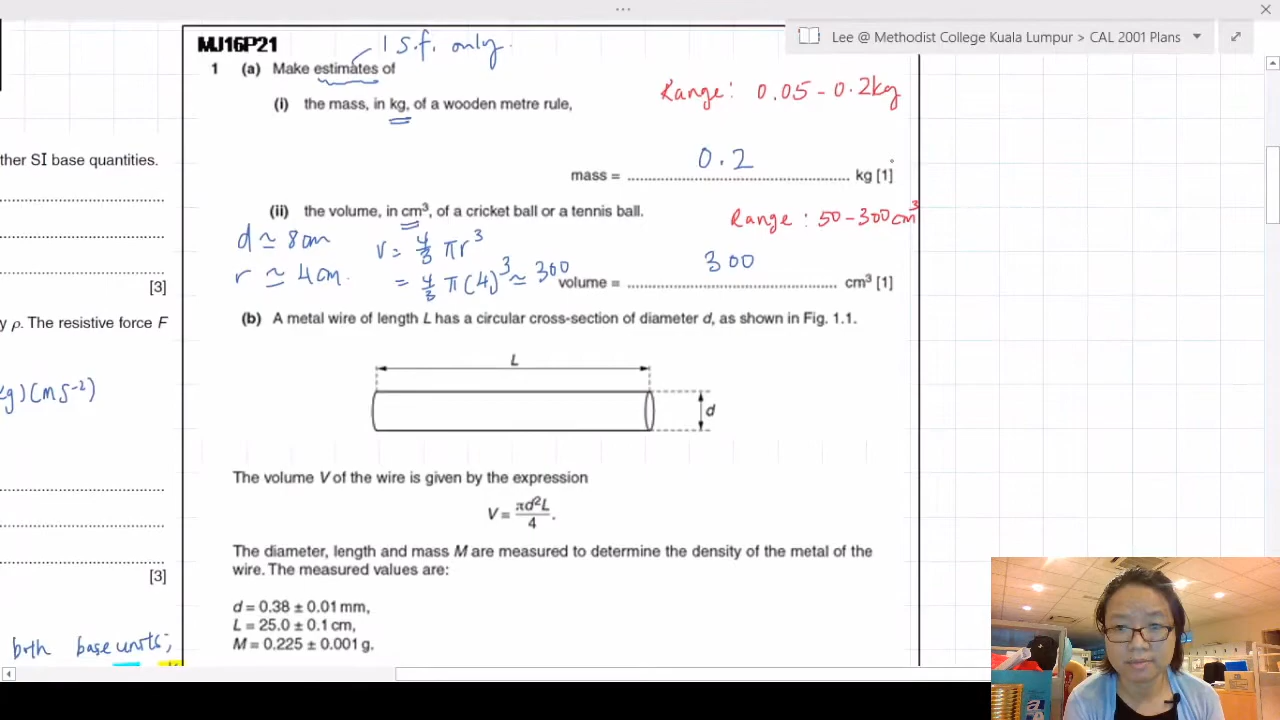 Lee @ Methodist College Kuala Lumpur > CAL 2001 Plans
MJ16P21
1 s.f. only.
1 (a) Make estimates of
Range: 0.05 - 0.2kg
(i) the mass, in kg, of a wooden metre rule,
0.2
mass = ........ kg [1]
(ii) the volume, in cm³, of a cricket ball or a tennis ball.
Range : 50 - 300cm³
d ≃ 8cm
r ≃ 4cm.
V = 4/3 πr³
= 4/3 π(4)³ ≃ 300
300
volume = ........ cm³ [1]
(b) A metal wire of length L has a circular cross-section of diameter d, as shown in Fig. 1.1.
L
d
The volume V of the wire is given by the expression
V = πd²L/4.
The diameter, length and mass M are measured to determine the density of the metal of the
wire. The measured values are:
d = 0.38 ± 0.01 mm,
L = 25.0 ± 0.1 cm,
M = 0.225 ± 0.001 g.
ther SI base quantities.
[3]
y ρ. The resistive force F
kg)(ms⁻²)
[3]
both base units;